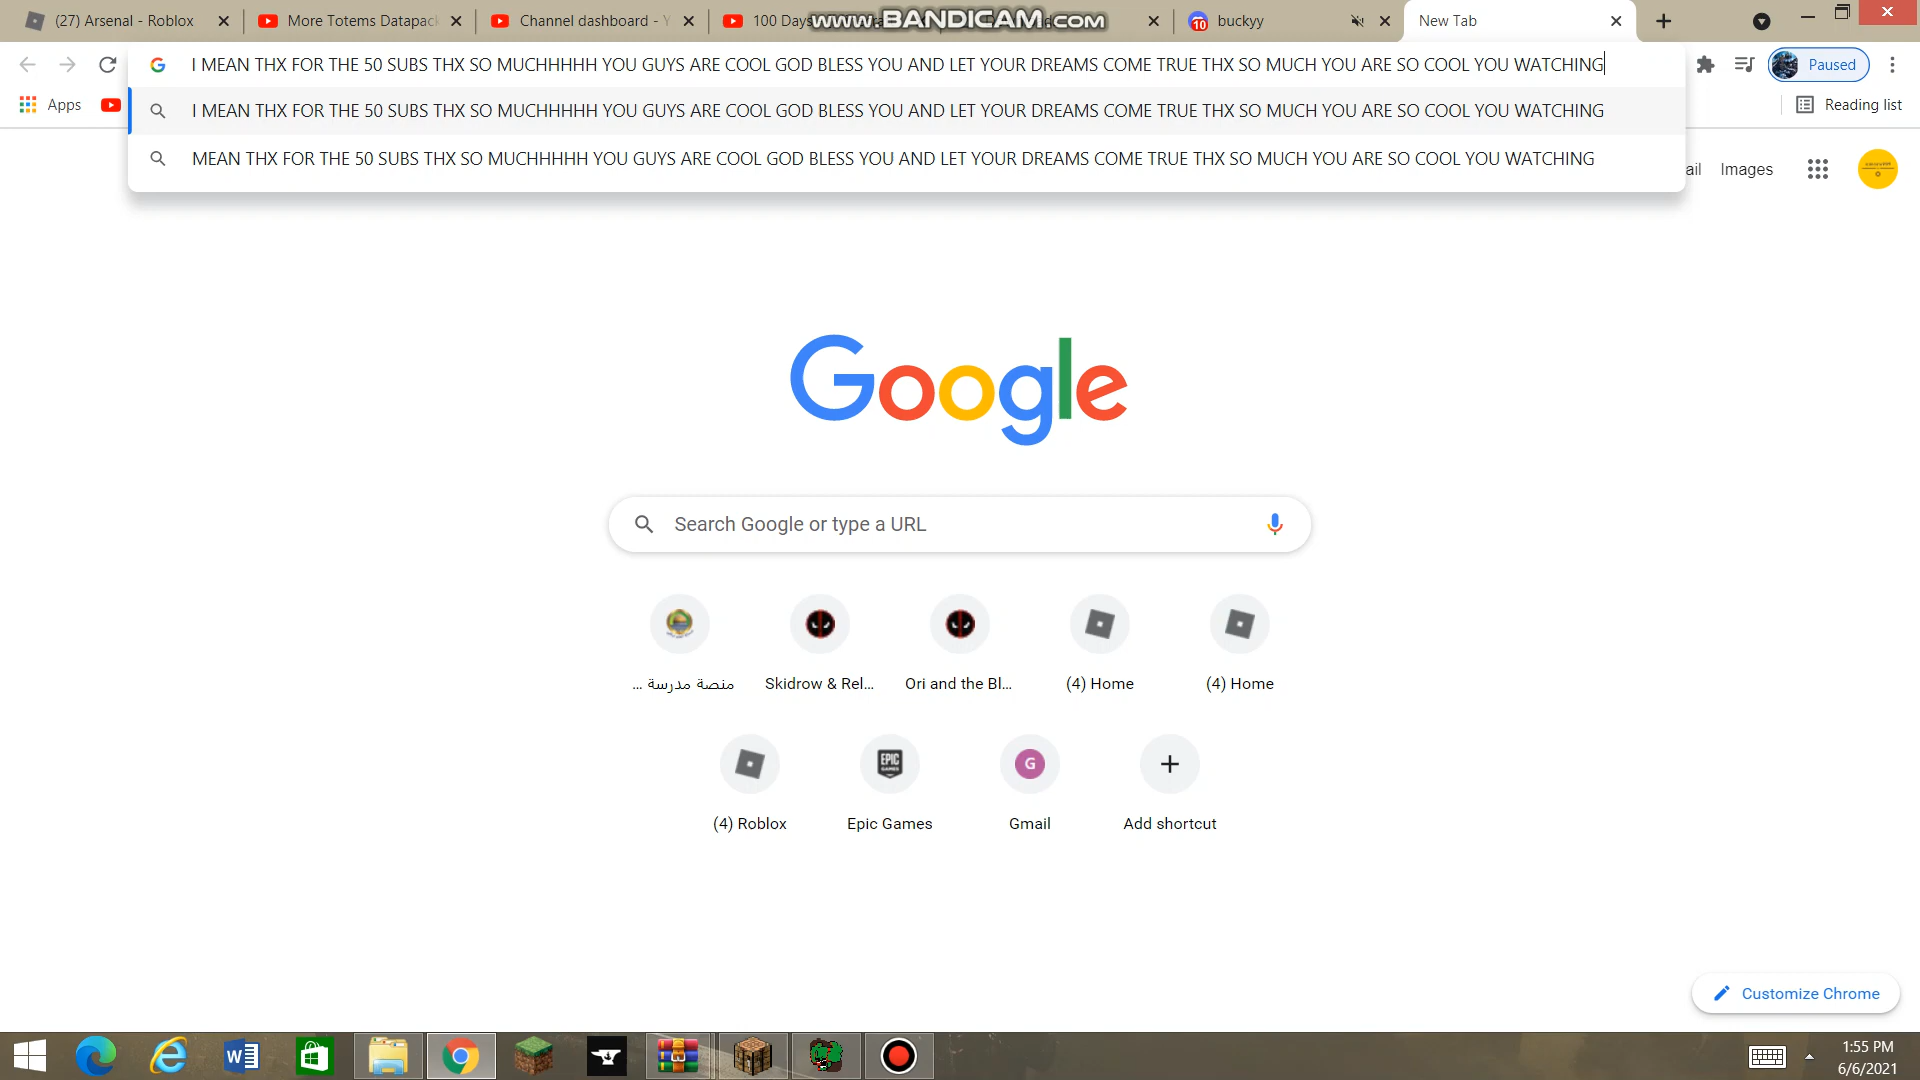 (27) Arsenal - Roblox
More Totems Datapack
Channel dashboard - Y
100 Days
www.BANDICAM.com
buckyy
New Tab
I MEAN THX FOR THE 50 SUBS THX SO MUCHHHHH YOU GUYS ARE COOL GOD BLESS YOU AND LET YOUR DREAMS COME TRUE THX SO MUCH YOU ARE SO COOL YOU WATCHING
Paused
Apps
I MEAN THX FOR THE 50 SUBS THX SO MUCHHHHH YOU GUYS ARE COOL GOD BLESS YOU AND LET YOUR DREAMS COME TRUE THX SO MUCH YOU ARE SO COOL YOU WATCHING
Reading list
MEAN THX FOR THE 50 SUBS THX SO MUCHHHHH YOU GUYS ARE COOL GOD BLESS YOU AND LET YOUR DREAMS COME TRUE THX SO MUCH YOU ARE SO COOL YOU WATCHING
ail Images
Google
Search Google or type a URL
منصة مدرسة ...
Skidrow & Rel...
Ori and the Bl...
(4) Home
(4) Home
EPIC GAMES
G
(4) Roblox
Epic Games
Gmail
Add shortcut
Customize Chrome
1:55 PM
6/6/2021